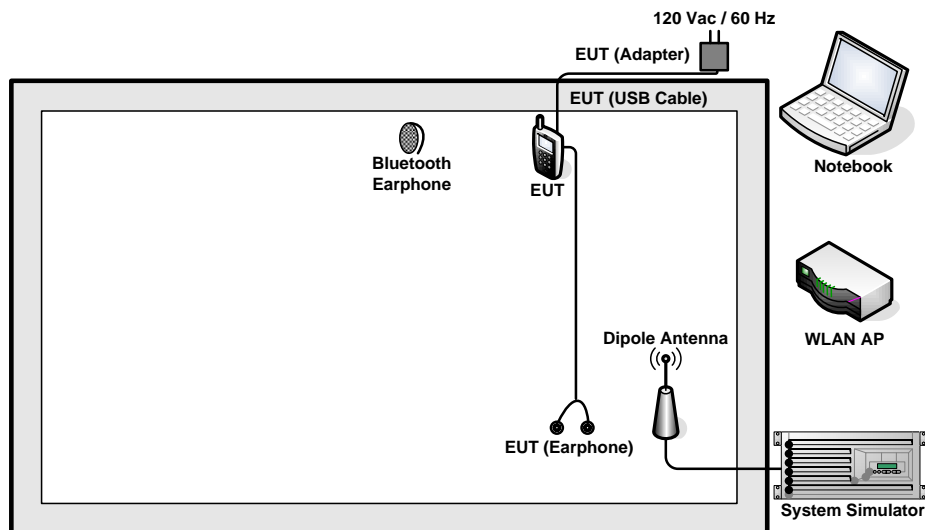 120 Vac / 60 Hz
EUT (Adapter)
EUT (USB Cable)
Bluetooth
Earphone
EUT
Notebook
WLAN AP
Dipole Antenna
EUT (Earphone)
System Simulator